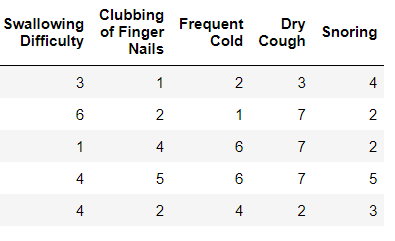 Swallowing Difficulty Clubbing of Finger Nails Frequent Cold Dry Cough Snoring
3 1 2 3 4
6 2 1 7 2
1 4 6 7 2
4 5 6 7 5
4 2 4 2 3